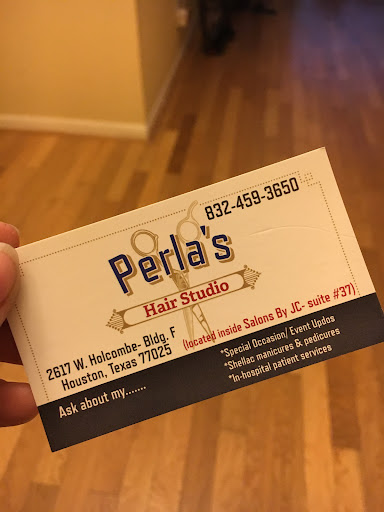 832-459-3650
Perla's
Hair Studio
2617 W. Holcombe- Bldg. F (located inside Salons By JC- suite #37)
Houston, Texas 77025
Ask about my.......
*Special Occasion/ Event Updos
*Shellac manicures & pedicures
*In-hospital patient services